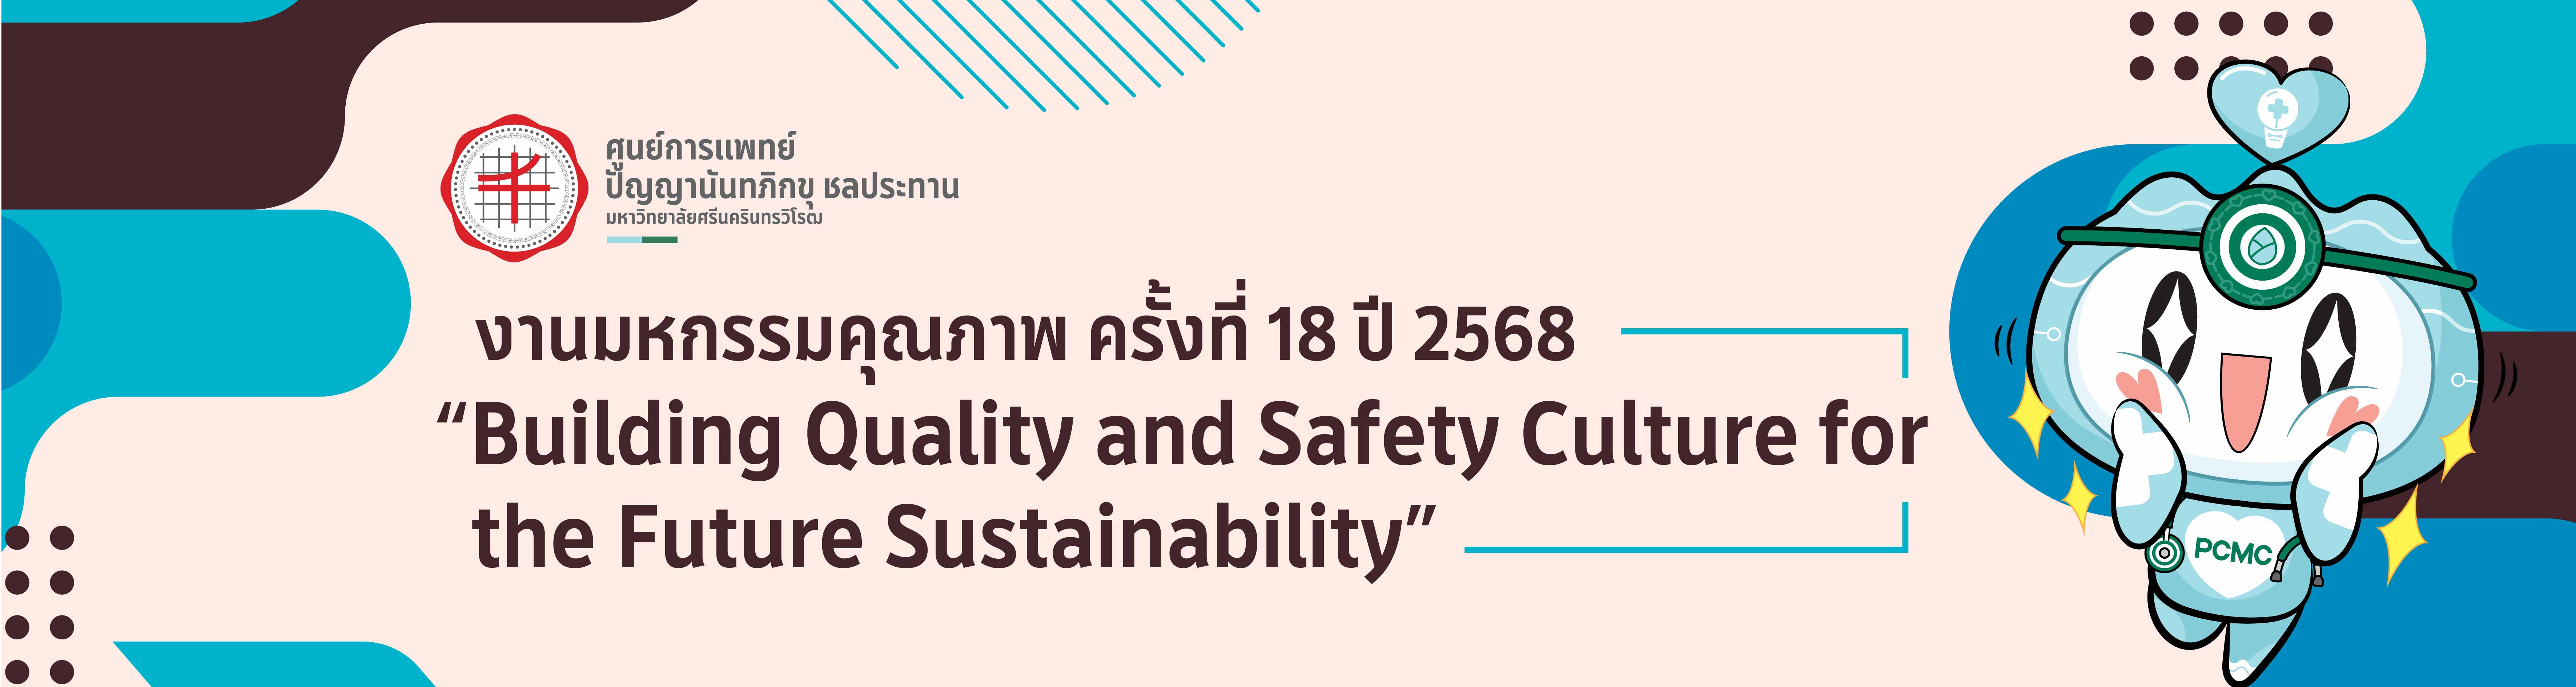 ศูนย์การแพทย์
ปัญญานันทภิกขุ ชลประทาน
มหาวิทยาลัยศรีนครินทรวิโรฒ
งานมหกรรมคุณภาพ ครั้งที่ 18 ปี 2568
“Building Quality and Safety Culture for
the Future Sustainability”
PCMC